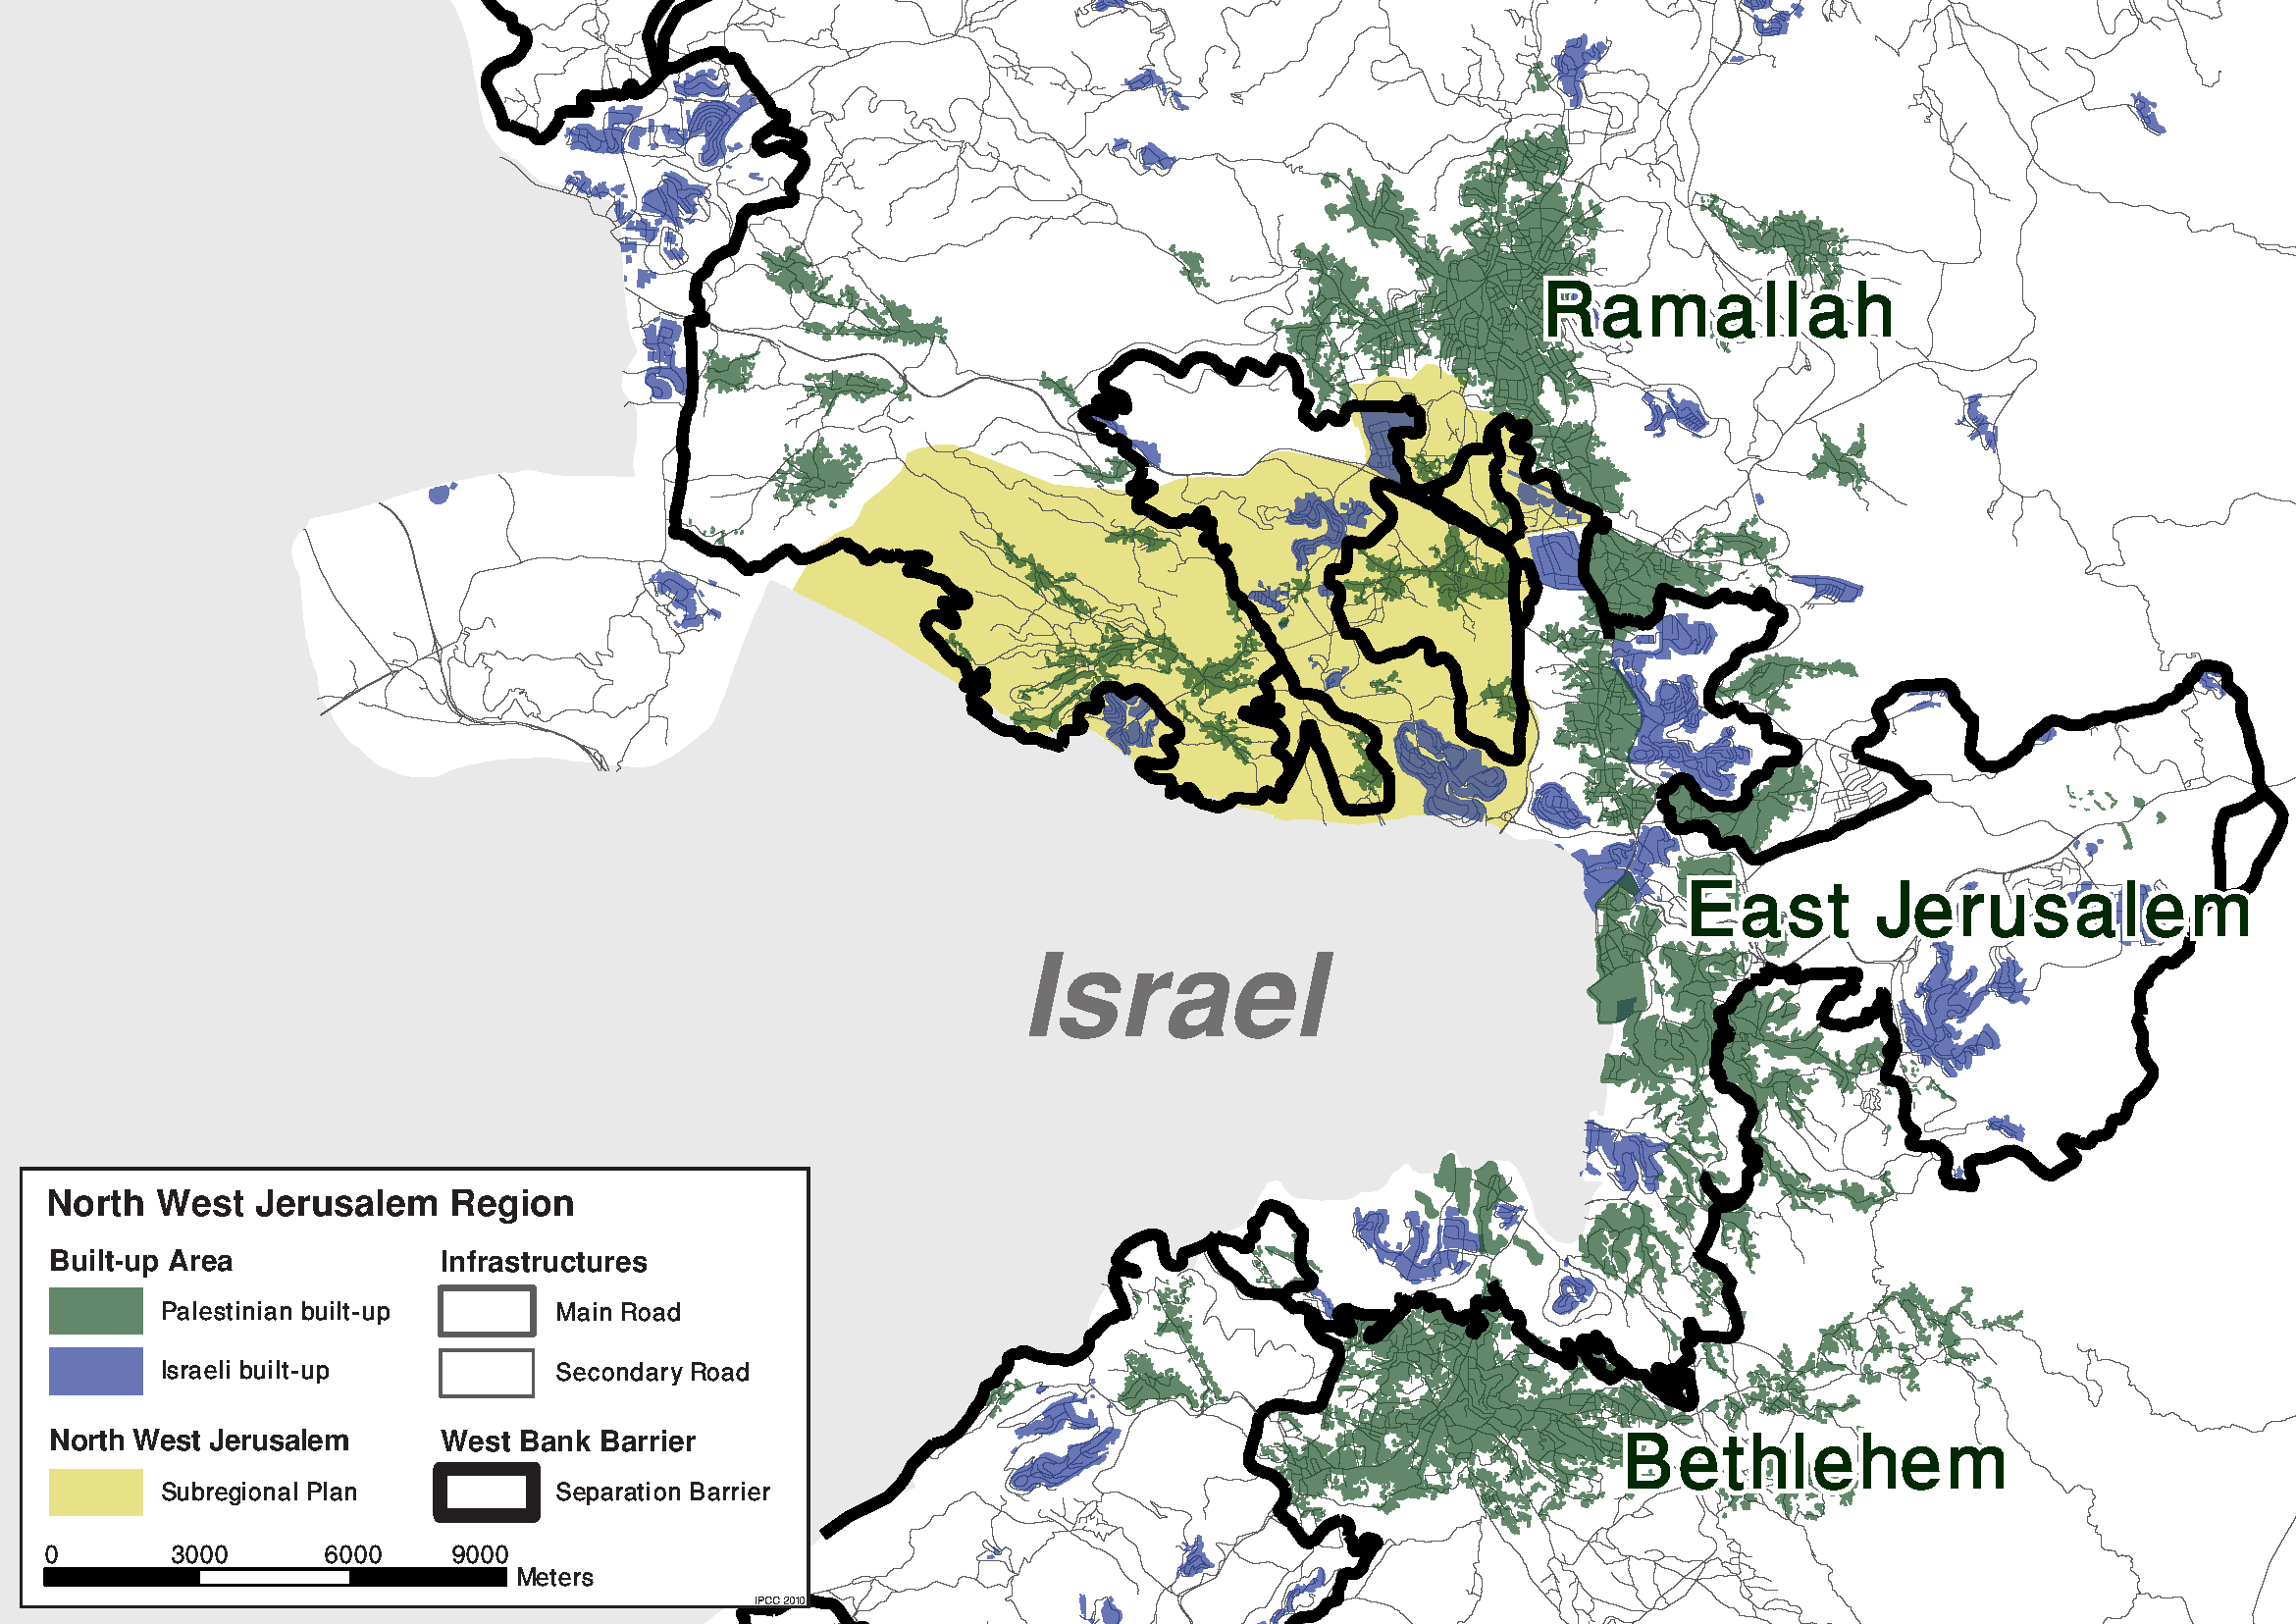 Ramallah
East Jerusalem
Israel
Bethlehem
North West Jerusalem Region
Built-up Area
Infrastructures
Palestinian built-up
Main Road
Israeli built-up
Secondary Road
North West Jerusalem
West Bank Barrier
Subregional Plan
Separation Barrier
0 3000 6000 9000
Meters
IPCC 2010